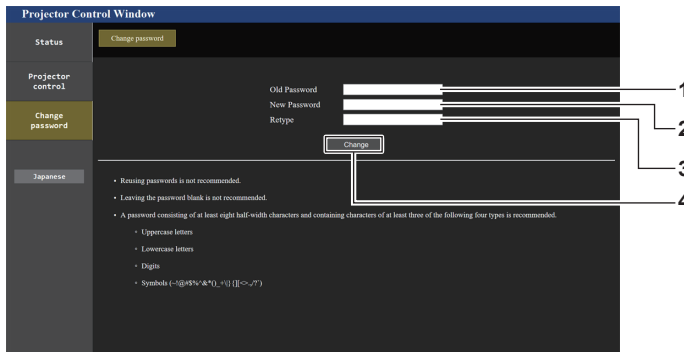 Projector Control Window
Status
Change password
Projector
control
Change
password
Japanese
Old Password
New Password
Retype
Change
1
2
3
4
• Reusing passwords is not recommended.
• Leaving the password blank is not recommended.
• A password consisting of at least eight half-width characters and containing characters of at least three of the following four types is recommended.
Uppercase letters
Lowercase letters
Digits
Symbols (~!@#$%^&*()_+\|}{][<>.,/?`)